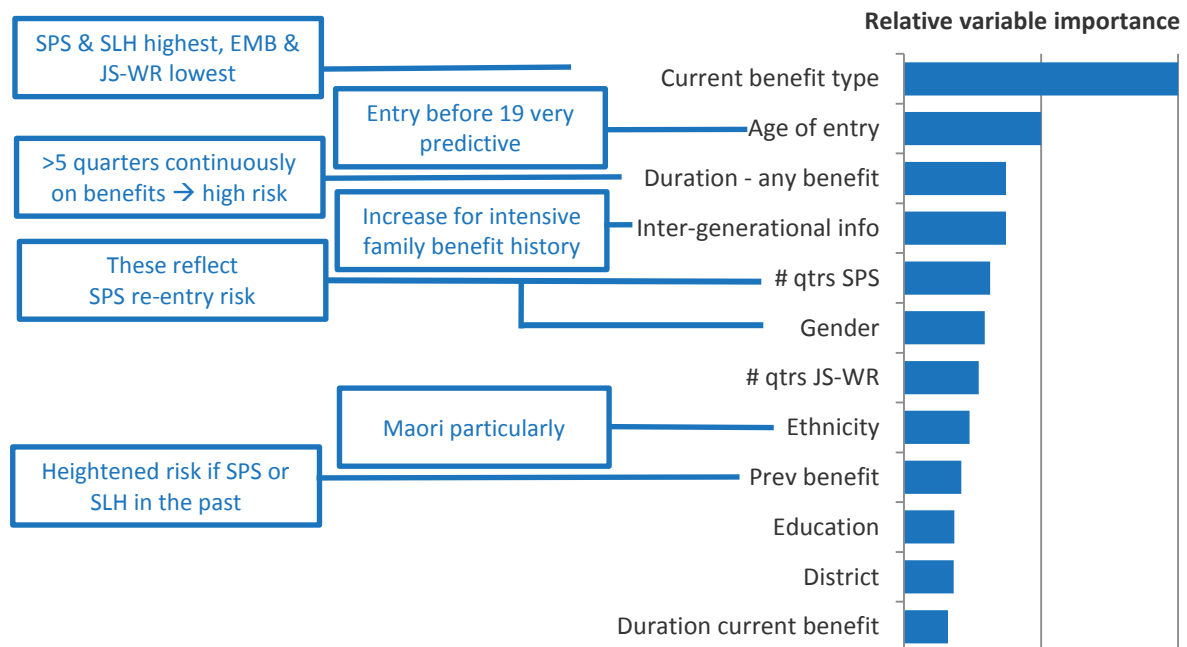 Relative variable importance
SPS & SLH highest, EMB &
JS-WR lowest
Current benefit type
Entry before 19 very
predictive
Age of entry
>5 quarters continuously
on benefits → high risk
Duration - any benefit
Increase for intensive
family benefit history
Inter-generational info
These reflect
SPS re-entry risk
# qtrs SPS
Gender
# qtrs JS-WR
Maori particularly
Ethnicity
Heightened risk if SPS or
SLH in the past
Prev benefit
Education
District
Duration current benefit